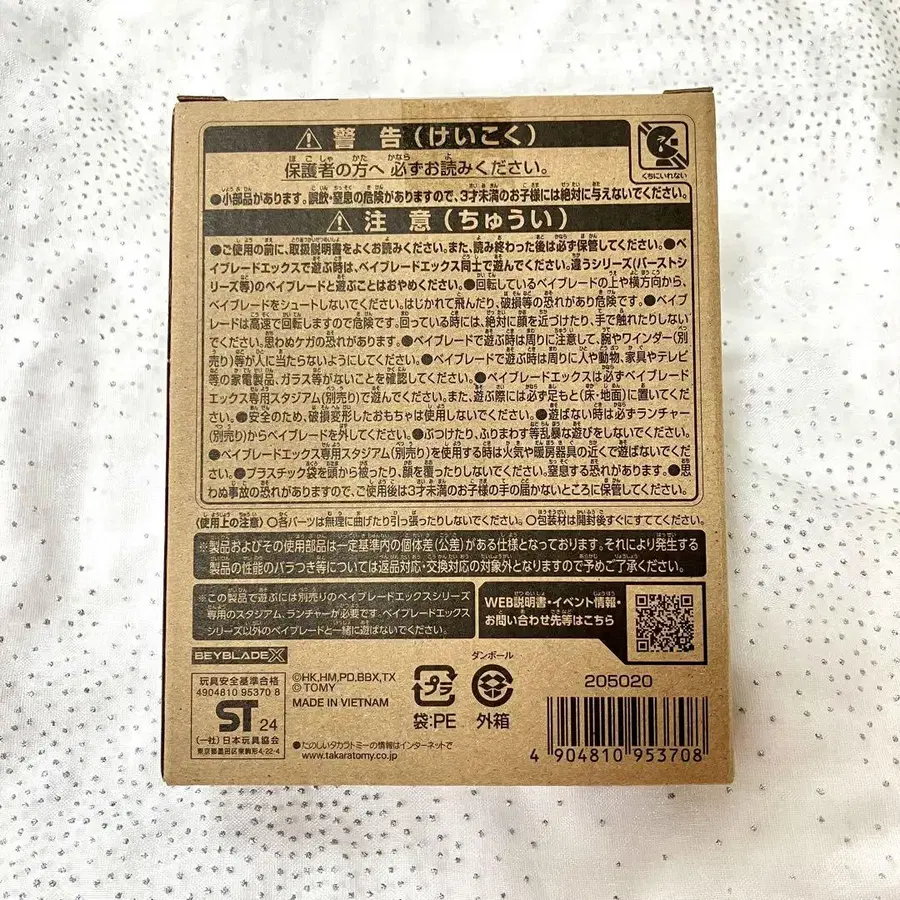 ⚠警告(けいこく)
保護者の方へ 必ずお読みください。
くちにいれない
●小部品があります。誤飲・窒息の危険がありますので、3才未満のお子様には絶対に与えないでください。
⚠注意(ちゅうい)
●ご使用の前に、取扱説明書をよくお読みください。また、読み終わった後は必ず保管してください。●ベイ
ブレードエックスで遊ぶ時は、ベイブレードエックス同士で遊んでください。違うシリーズ(バーストシ
リーズ等)のベイブレードと遊ぶことはおやめください。●回転しているベイブレードの上や横方向から、
ベイブレードをシュートしないでください。はじかれて飛んだり、破損等の恐れがあり危険です。●ベイブ
レードは高速で回転しますので危険です。回っている時には、絶対に顔を近づけたり、手で触れたりしない
でください。思わぬケガの恐れがあります。●ベイブレードで遊ぶ時は周りに注意して、腕やワインダー(別
売り)等が人に当たらないようにしてください。●ベイブレードで遊ぶ時は周りに人や動物、家具やテレビ
等の家電製品、ガラス等がないことを確認してください。●ベイブレードエックスは必ずベイブレード
エックス専用スタジアム(別売り)で遊んでください。また、遊ぶ際には必ず足もと(床・地面)に置いてくだ
さい。●安全のため、破損変形したおもちゃは使用しないでください。●遊ばない時は必ずランチャー
(別売り)からベイブレードを外してください。●ぶつけたり、ふりまわす等乱暴な遊びをしないでください。
●ベイブレードエックス専用スタジアム(別売り)を使用する時は火気や暖房器具の近くで遊ばないでくだ
さい。●プラスチック袋を頭から被ったり、顔を覆ったりしないでください。窒息する恐れがあります。●思
わぬ事故の恐れがありますので、ご使用後は3才未満のお子様の手の届かないところに保管してください。
〈使用上の注意〉○各パーツは無理に曲げたり引っ張ったりしないでください。○包装材は開封後すぐにすててください。
※製品およびその使用部品は一定基準内の個体差(公差)がある仕様となっております。それにより発生する
製品の性能のバラつき等については返品対応・交換対応の対象外となりますので予めご了承ください。
※この製品で遊ぶには別売りのベイブレードエックスシリーズ
専用のスタジアム、ランチャーが必要です。ベイブレードエックス
シリーズ以外のベイブレードと一緒に遊ばないでください。
WEB説明書・イベント情報・
お問い合わせ先等はこちら
BEYBLADE X
玩具安全基準合格
4904810 95370 8
ST 24
(一社)日本玩具協会
東京都墨田区東駒形4-22-4
©HK,HM,PD,BBX,TX
© TOMY
MADE IN VIETNAM
●たのしいタカラトミーの情報はインターネットで
www.takaratomy.co.jp
プラ
袋:PE
ダンボール
外箱
205020
4 904810 953708